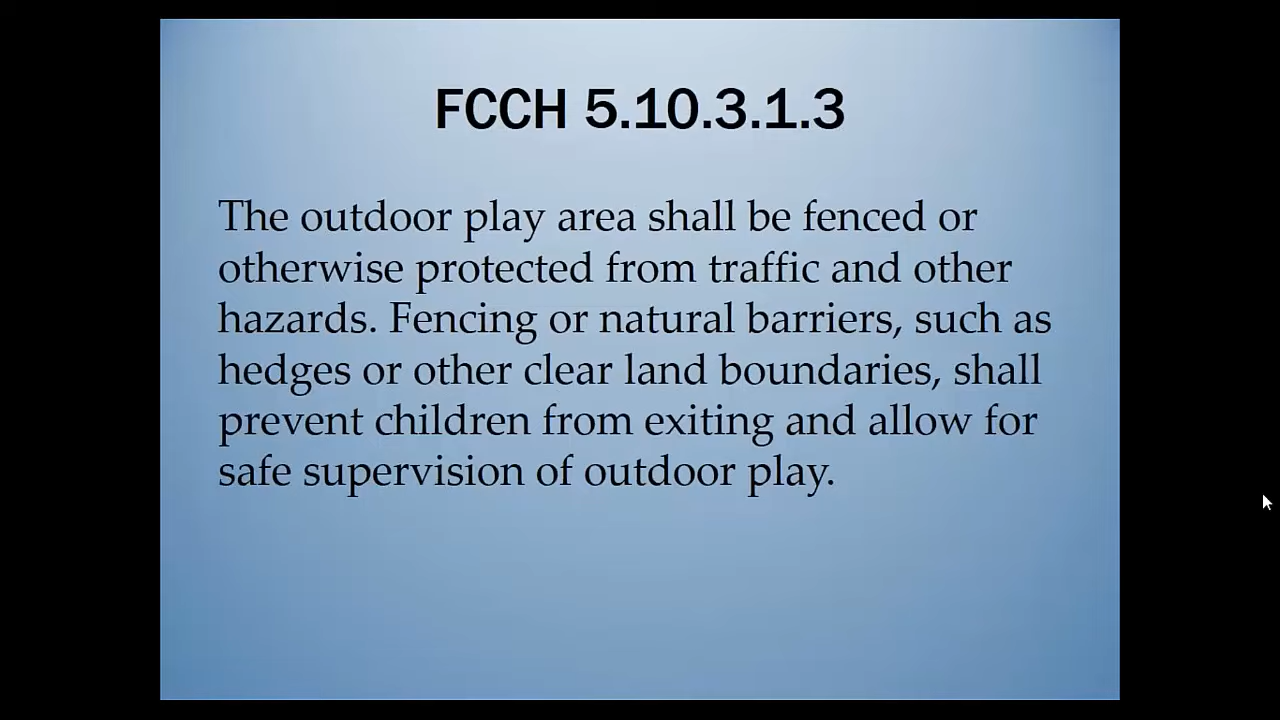 FCCH 5.10.3.1.3
The outdoor play area shall be fenced or
otherwise protected from traffic and other
hazards. Fencing or natural barriers, such as
hedges or other clear land boundaries, shall
prevent children from exiting and allow for
safe supervision of outdoor play.